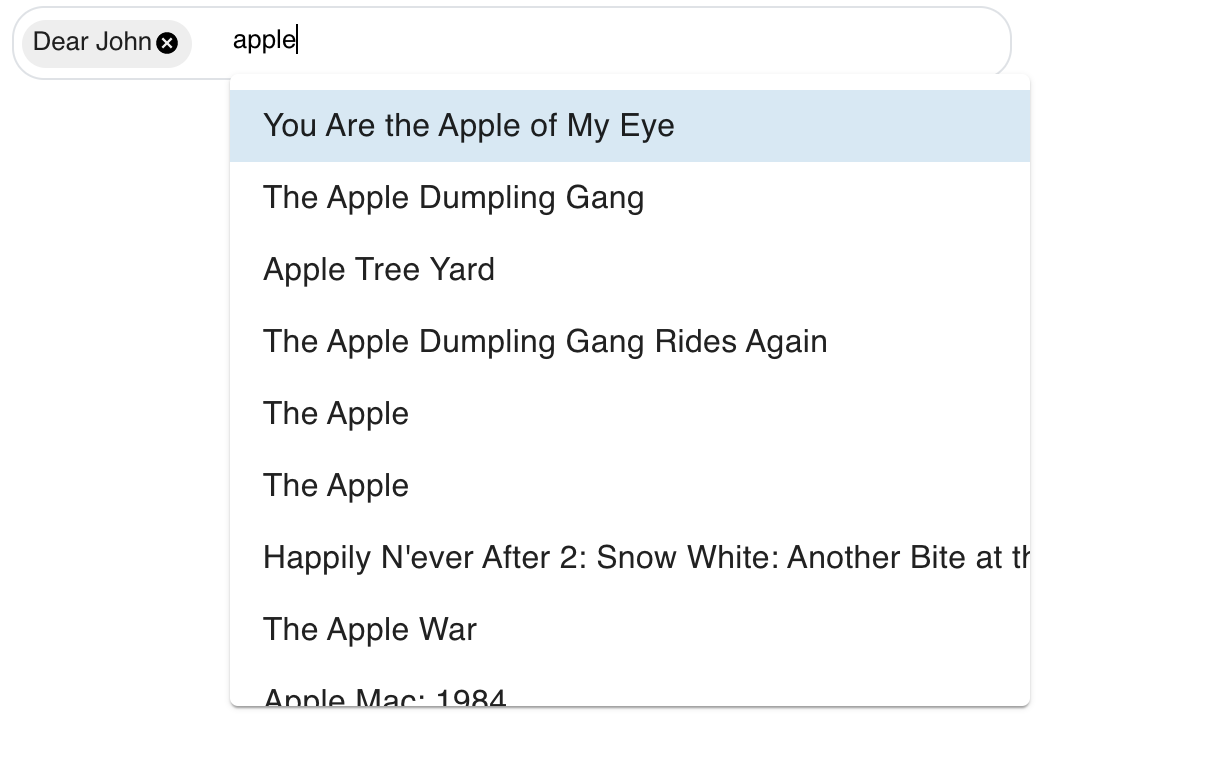 Dear John apple
You Are the Apple of My Eye
The Apple Dumpling Gang
Apple Tree Yard
The Apple Dumpling Gang Rides Again
The Apple
The Apple
Happily N'ever After 2: Snow White: Another Bite at
The Apple War
Apple Mac: 1984